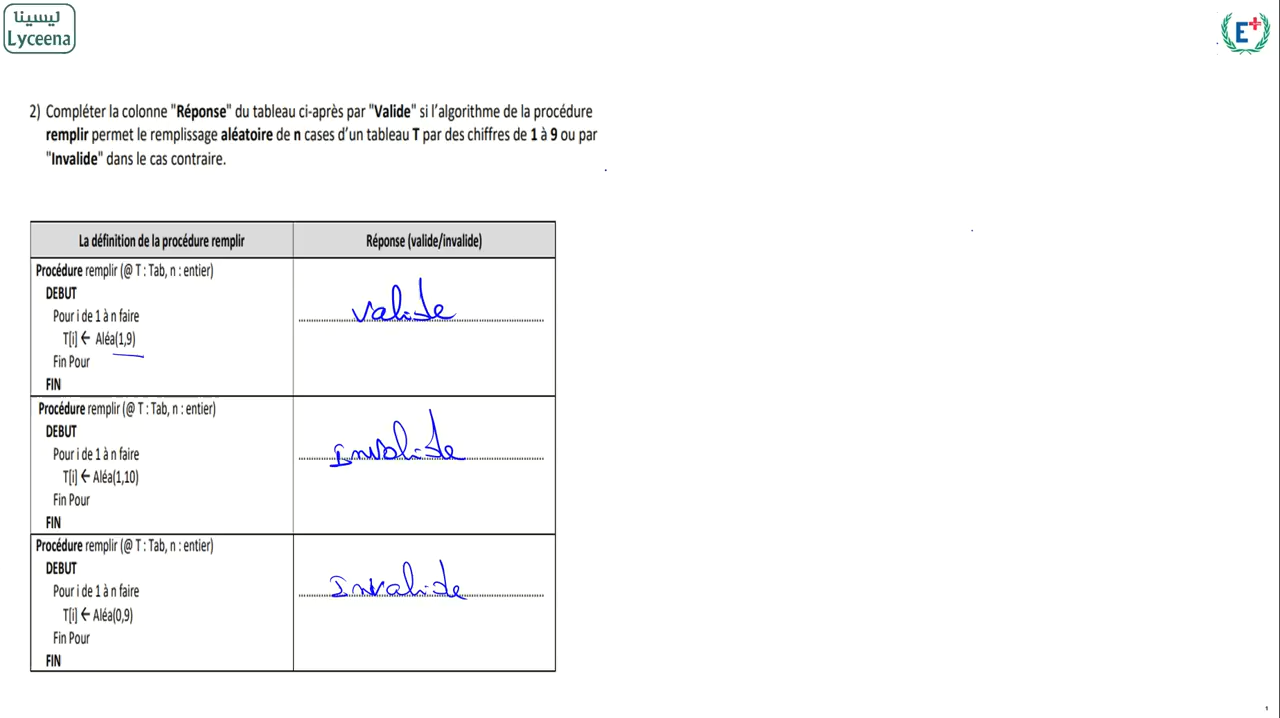 ليسينا
Lyceena
E+
2) Compléter la colonne "Réponse" du tableau ci-après par "Valide" si l'algorithme de la procédure
remplir permet le remplissage aléatoire de n cases d'un tableau T par des chiffres de 1 à 9 ou par
"Invalide" dans le cas contraire.
La définition de la procédure remplir
Réponse (valide/invalide)
Procédure remplir (@ T : Tab, n : entier)
DEBUT
Pour i de 1 à n faire
T[i] ← Aléa(1,9)
Fin Pour
FIN
valide
Procédure remplir (@ T : Tab, n : entier)
DEBUT
Pour i de 1 à n faire
T[i] ← Aléa(1,10)
Fin Pour
FIN
Invalide
Procédure remplir (@ T : Tab, n : entier)
DEBUT
Pour i de 1 à n faire
T[i] ← Aléa(0,9)
Fin Pour
FIN
Invalide
1